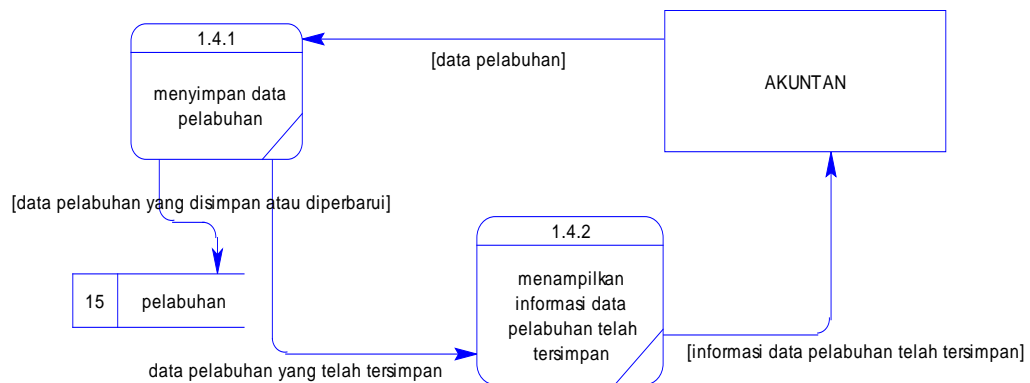 1.4.1
menyimpan data
pelabuhan
[data pelabuhan]
AKUNTAN
[data pelabuhan yang disimpan atau diperbarui]
15 pelabuhan
1.4.2
menampilkan
informasi data
pelabuhan telah
tersimpan
data pelabuhan yang telah tersimpan
[informasi data pelabuhan telah tersimpan]